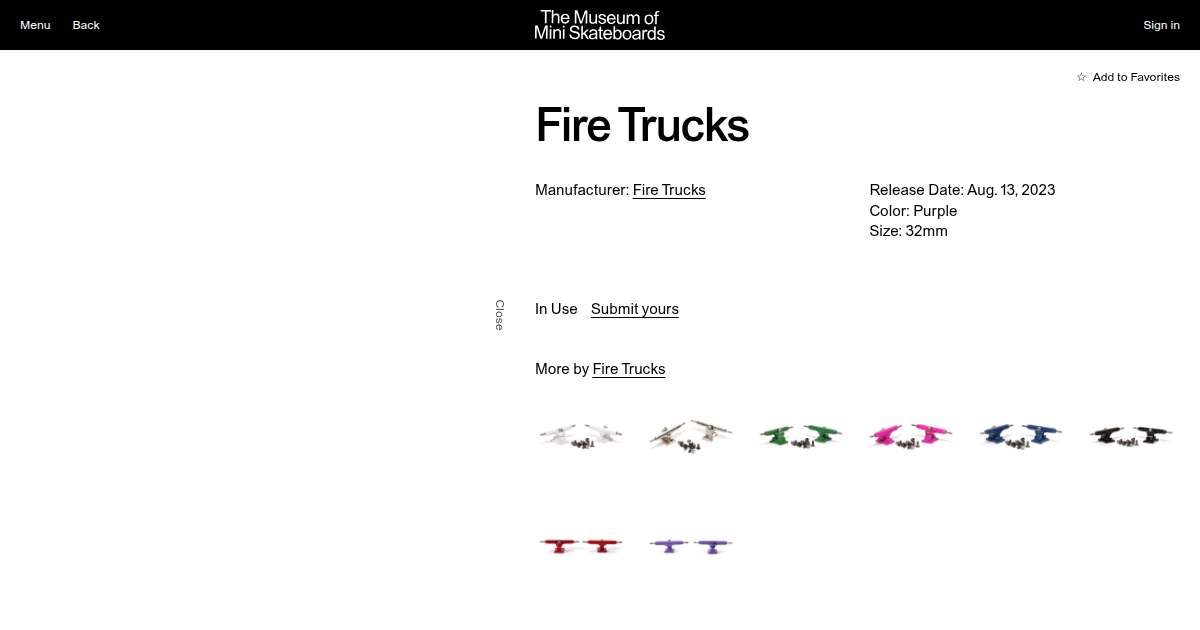 Menu
Back
The Museum of
Mini Skateboards
Sign in
☆ Add to Favorites
Fire Trucks
Manufacturer: Fire Trucks
Release Date: Aug. 13, 2023
Color: Purple
Size: 32mm
Close
In Use
Submit yours
More by Fire Trucks